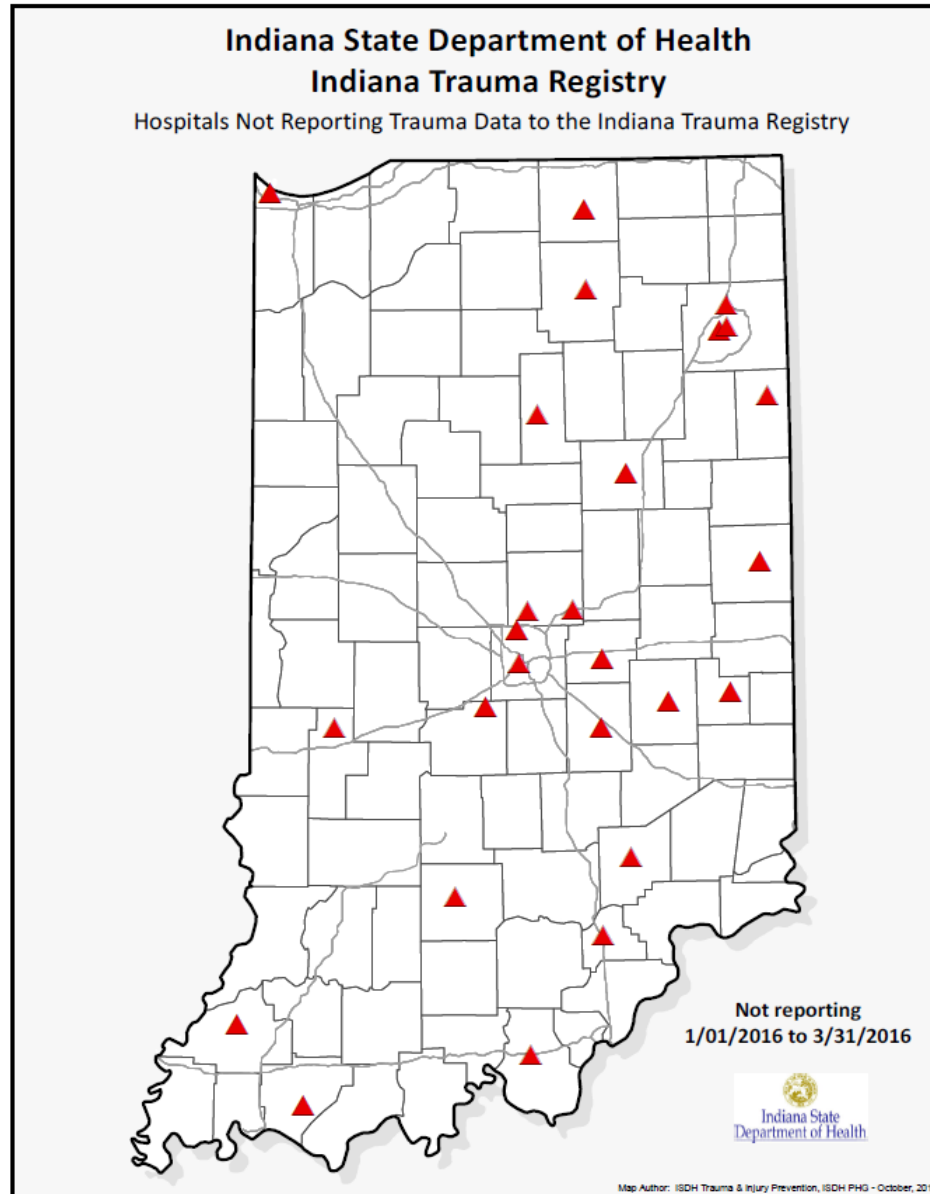 Indiana State Department of Health
Indiana Trauma Registry
Hospitals Not Reporting Trauma Data to the Indiana Trauma Registry
Not reporting
1/01/2016 to 3/31/2016
Indiana State
Department of Health
Map Author: ISDH Trauma & Injury Prevention, ISDH PHG - October,